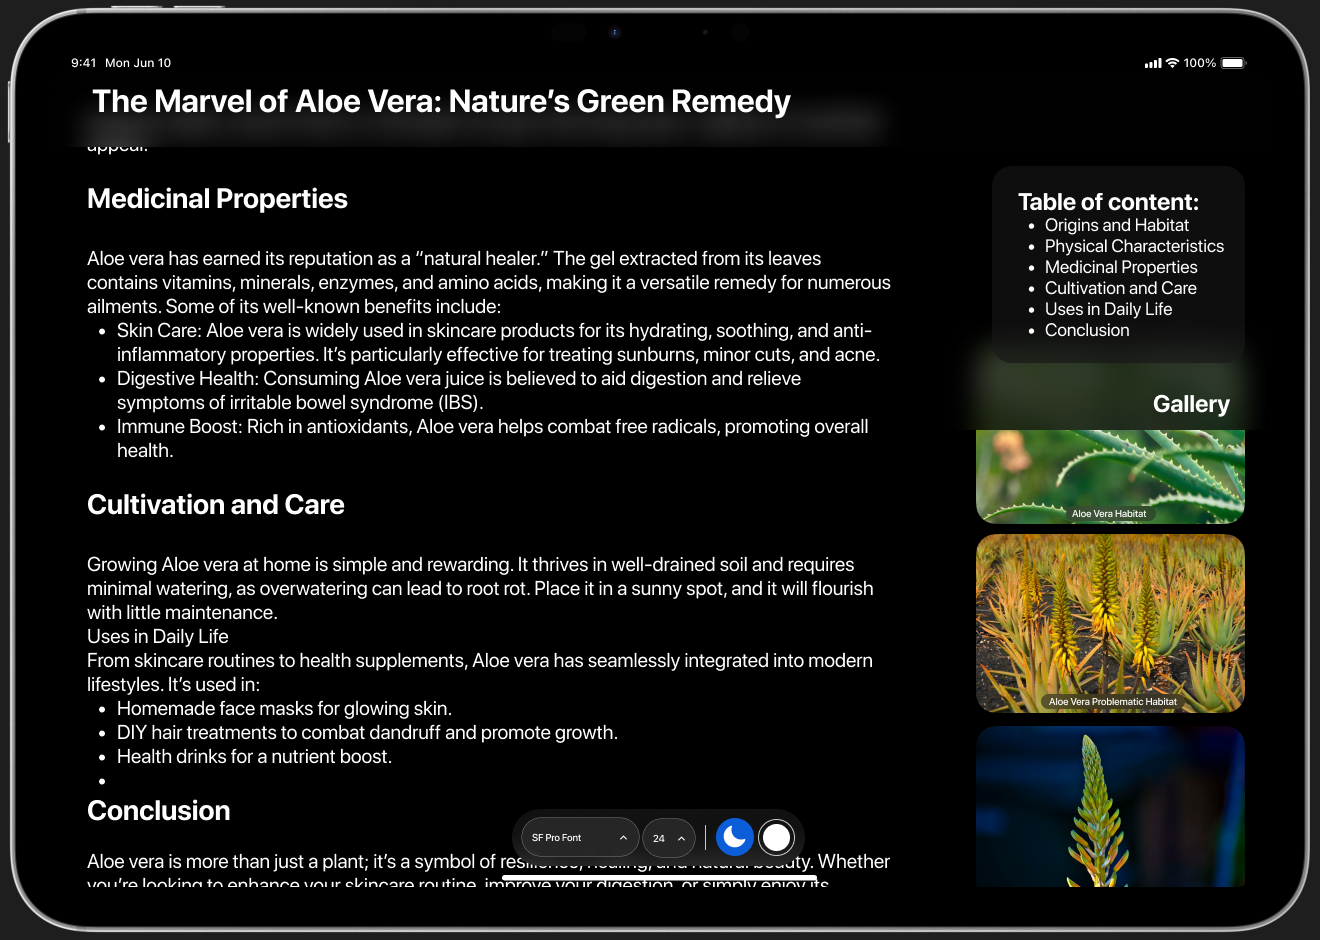 9:41 Mon Jun 10
100%
The Marvel of Aloe Vera: Nature's Green Remedy
appeal.
Medicinal Properties
Aloe vera has earned its reputation as a “natural healer.” The gel extracted from its leaves
contains vitamins, minerals, enzymes, and amino acids, making it a versatile remedy for numerous
ailments. Some of its well-known benefits include:
• Skin Care: Aloe vera is widely used in skincare products for its hydrating, soothing, and anti-
inflammatory properties. It’s particularly effective for treating sunburns, minor cuts, and acne.
• Digestive Health: Consuming Aloe vera juice is believed to aid digestion and relieve
symptoms of irritable bowel syndrome (IBS).
• Immune Boost: Rich in antioxidants, Aloe vera helps combat free radicals, promoting overall
health.
Cultivation and Care
Growing Aloe vera at home is simple and rewarding. It thrives in well-drained soil and requires
minimal watering, as overwatering can lead to root rot. Place it in a sunny spot, and it will flourish
with little maintenance.
Uses in Daily Life
From skincare routines to health supplements, Aloe vera has seamlessly integrated into modern
lifestyles. It’s used in:
• Homemade face masks for glowing skin.
• DIY hair treatments to combat dandruff and promote growth.
• Health drinks for a nutrient boost.
•
Conclusion
Aloe vera is more than just a plant; it’s a symbol of resilience, healing, and natural beauty. Whether
you’re looking to enhance your skincare routine, improve your digestion, or simply enjoy its
SF Pro Font
24
Table of content:
• Origins and Habitat
• Physical Characteristics
• Medicinal Properties
• Cultivation and Care
• Uses in Daily Life
• Conclusion
Gallery
Aloe Vera Habitat
Aloe Vera Problematic Habitat